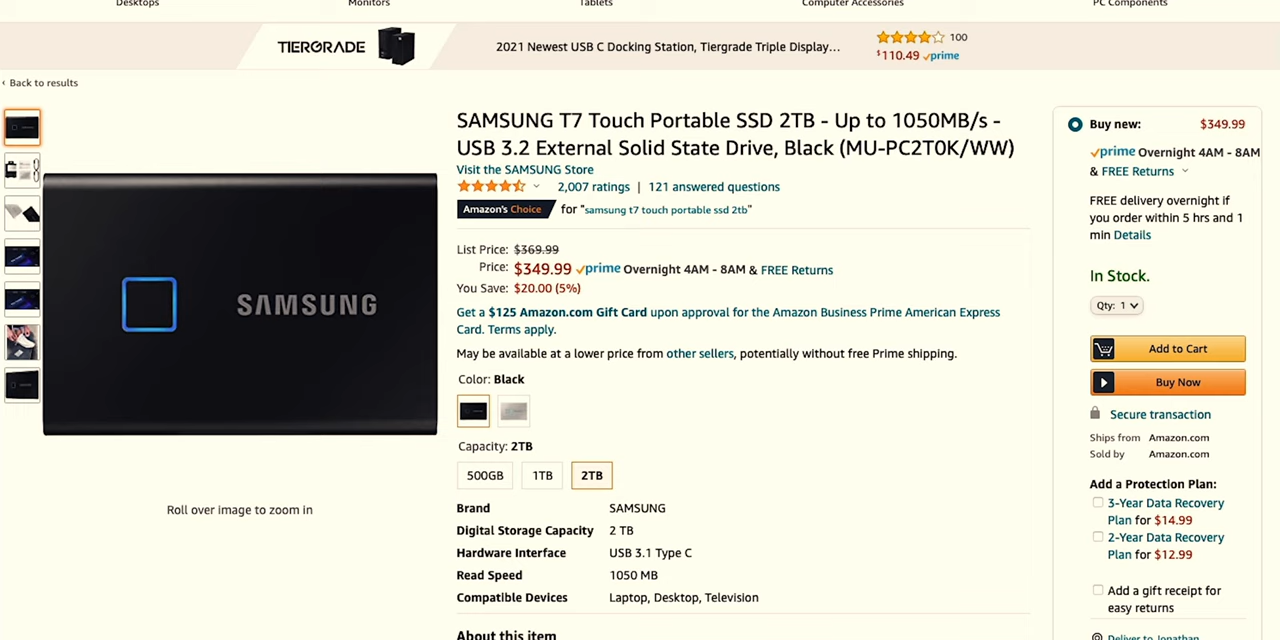 Desktops
Monitors
Tablets
Computer Accessories
PC Components
TIERGRADE
2021 Newest USB C Docking Station, Tiergrade Triple Display...
100
$110.49 prime
‹ Back to results
SAMSUNG
Roll over image to zoom in
SAMSUNG T7 Touch Portable SSD 2TB - Up to 1050MB/s -
USB 3.2 External Solid State Drive, Black (MU-PC2T0K/WW)
Visit the SAMSUNG Store
2,007 ratings | 121 answered questions
Amazon's Choice for "samsung t7 touch portable ssd 2tb"
List Price: $369.99
Price: $349.99 prime Overnight 4AM - 8AM & FREE Returns
You Save: $20.00 (5%)
Get a $125 Amazon.com Gift Card upon approval for the Amazon Business Prime American Express
Card. Terms apply.
May be available at a lower price from other sellers, potentially without free Prime shipping.
Color: Black
Capacity: 2TB
500GB
1TB
2TB
Brand SAMSUNG
Digital Storage Capacity 2 TB
Hardware Interface USB 3.1 Type C
Read Speed 1050 MB
Compatible Devices Laptop, Desktop, Television
About this item
Buy new: $349.99
prime Overnight 4AM - 8AM
& FREE Returns
FREE delivery overnight if
you order within 5 hrs and 1
min Details
In Stock.
Qty: 1
Add to Cart
Buy Now
Secure transaction
Ships from Amazon.com
Sold by Amazon.com
Add a Protection Plan:
3-Year Data Recovery
Plan for $14.99
2-Year Data Recovery
Plan for $12.99
Add a gift receipt for
easy returns
Deliver to Jonathan